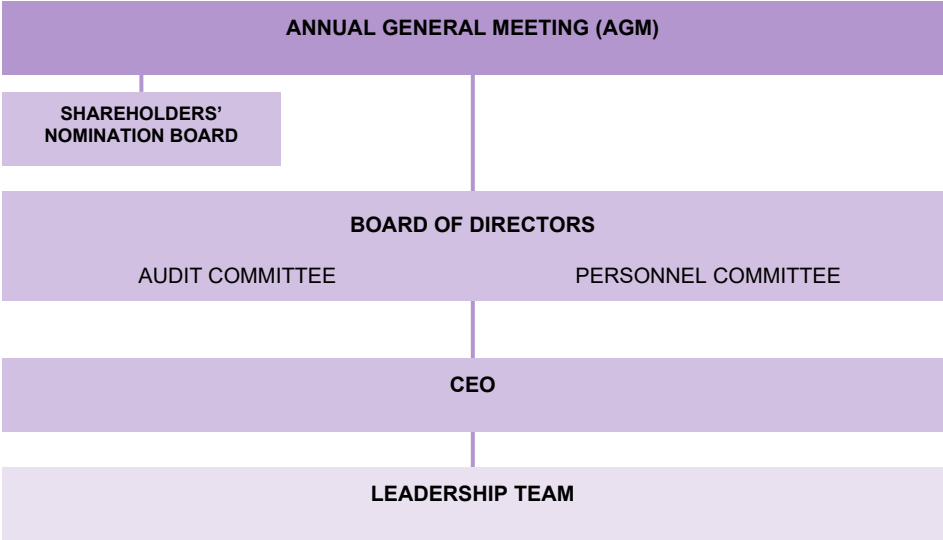 ANNUAL GENERAL MEETING (AGM)
SHAREHOLDERS’
NOMINATION BOARD
BOARD OF DIRECTORS
AUDIT COMMITTEE
PERSONNEL COMMITTEE
CEO
LEADERSHIP TEAM